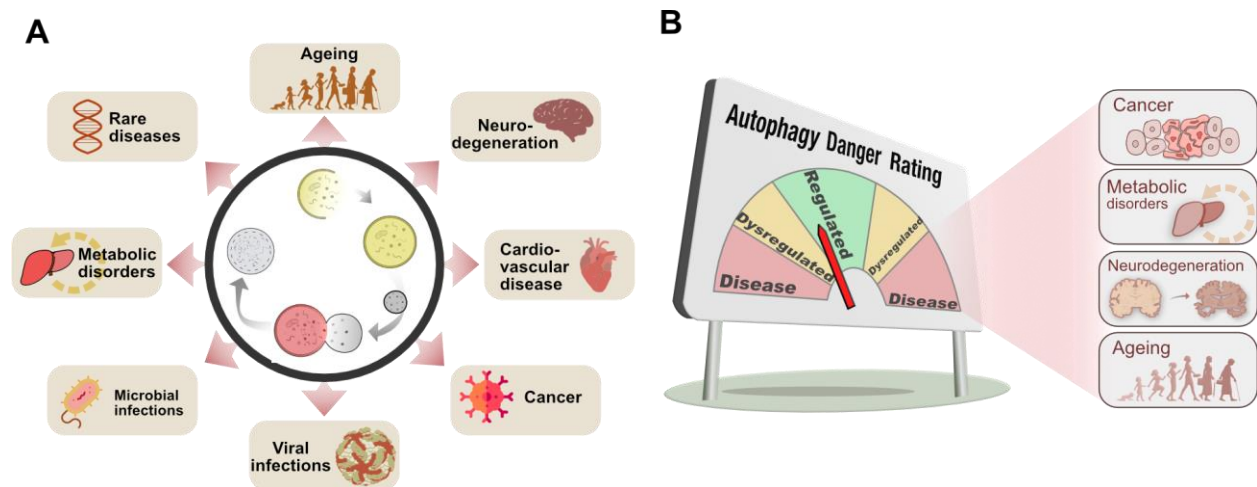 A
Ageing
Rare
diseases
Neuro-
degeneration
Metabolic
disorders
Cardio-
vascular
disease
Microbial
infections
Cancer
Viral
infections
B
Autophagy Danger Rating
Regulated
Dysregulated
Dysregulated
Disease
Disease
Cancer
Metabolic
disorders
Neurodegeneration
Ageing